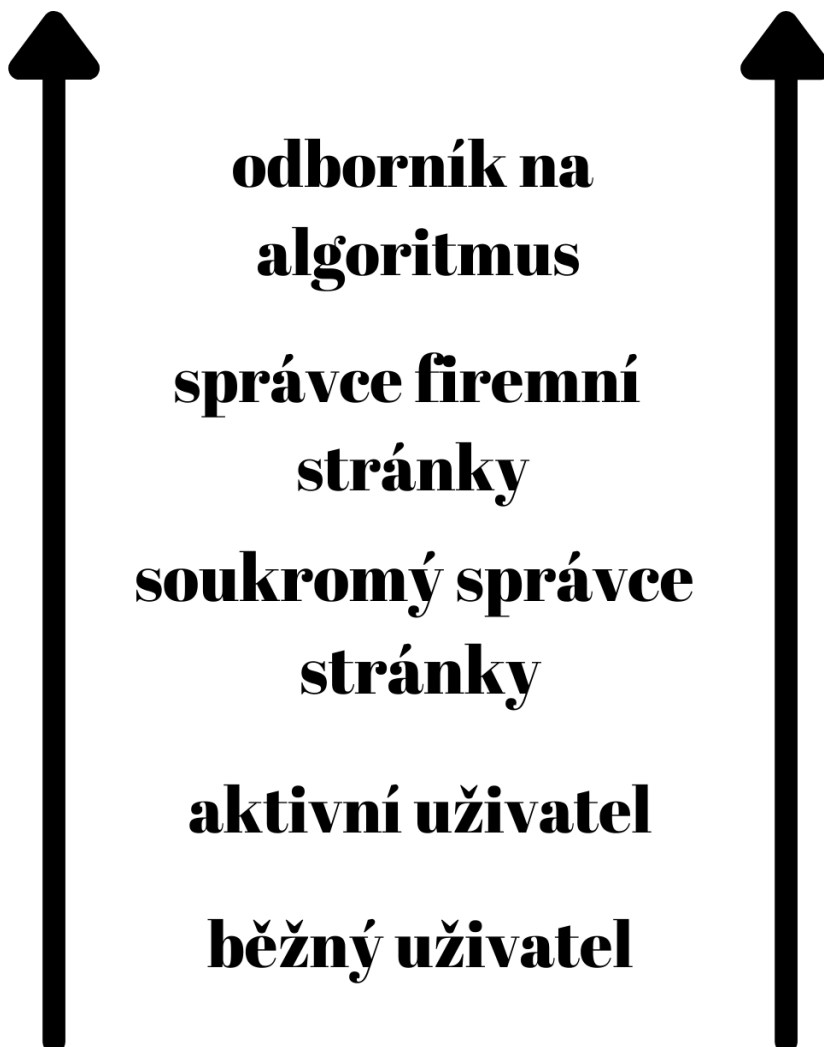 odborník na
algoritmus
správce firemní
stránky
soukromý správce
stránky
aktivní uživatel
běžný uživatel